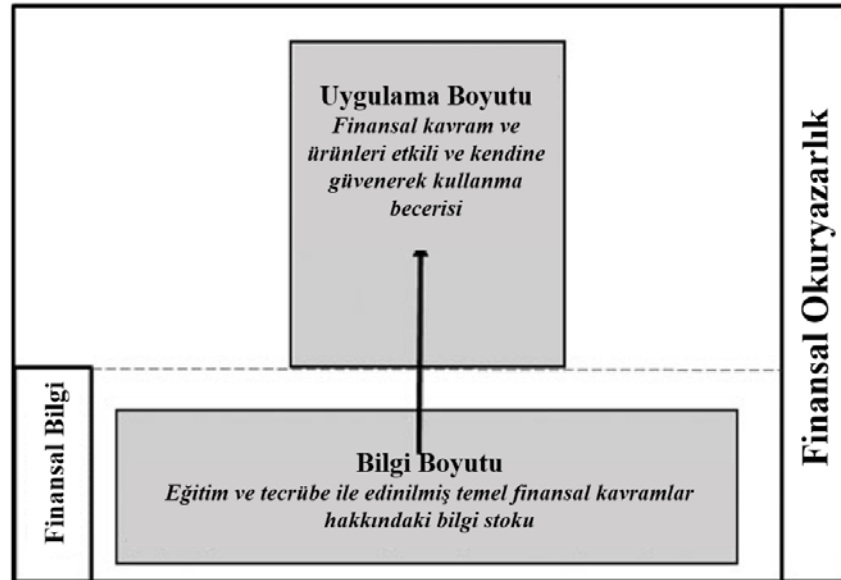 Uygulama Boyutu
Finansal kavram ve
ürünleri etkili ve kendine
güvenerek kullanma
becerisi
Finansal Okuryazarlık
Finansal Bilgi
Bilgi Boyutu
Eğitim ve tecrübe ile edinilmiş temel finansal kavramlar
hakkındaki bilgi stoku